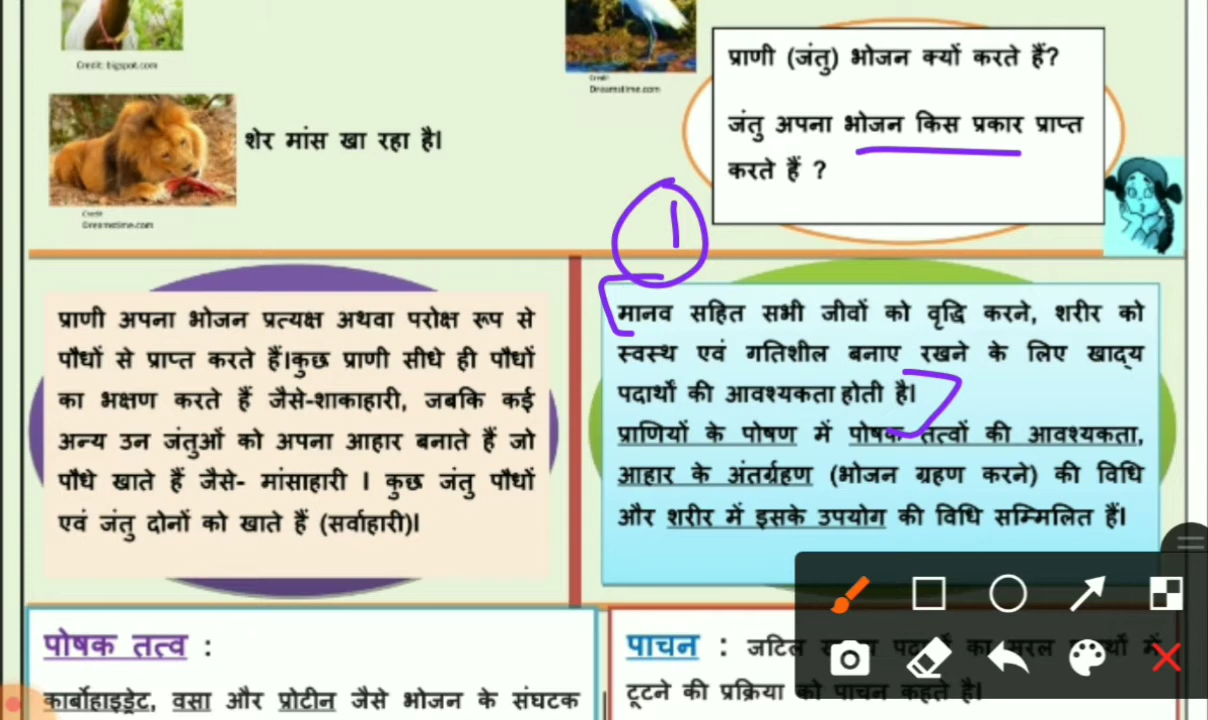 Credit: bigspot.com
Credit
Dreamstime.com
प्राणी (जंतु) भोजन क्यों करते हैं?
जंतु अपना भोजन किस प्रकार प्राप्त
करते हैं ?
शेर मांस खा रहा है।
Credit
Dreamstime.com
1
प्राणी अपना भोजन प्रत्यक्ष अथवा परोक्ष रूप से
पौधों से प्राप्त करते हैं।कुछ प्राणी सीधे ही पौधों
का भक्षण करते हैं जैसे-शाकाहारी, जबकि कई
अन्य उन जंतुओं को अपना आहार बनाते हैं जो
पौधे खाते हैं जैसे- मांसाहारी । कुछ जंतु पौधों
एवं जंतु दोनों को खाते हैं (सर्वाहारी)।
मानव सहित सभी जीवों को वृद्धि करने, शरीर को
स्वस्थ एवं गतिशील बनाए रखने के लिए खाद्य
पदार्थों की आवश्यकता होती है।
प्राणियों के पोषण में पोषक तत्वों की आवश्यकता,
आहार के अंतर्ग्रहण (भोजन ग्रहण करने) की विधि
और शरीर में इसके उपयोग की विधि सम्मिलित हैं।
पोषक तत्व :
कार्बोहाइड्रेट, वसा और प्रोटीन जैसे भोजन के संघटक
पाचन : जटिल का सरल में
टूटने की प्रक्रिया को पाचन कहते है।